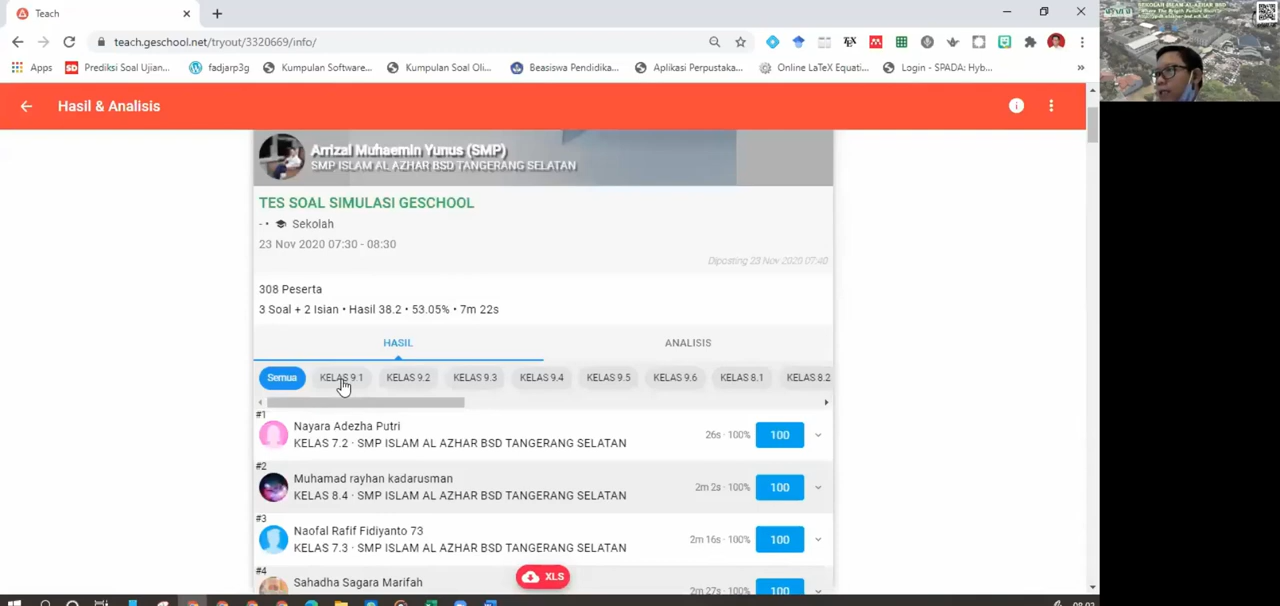 Teach
teach.geschool.net/tryout/3320669/info/
Apps
Prediksi Soal Ujian...
fadjarp3g
Kumpulan Software...
Kumpulan Soal Oli...
Beasiswa Pendidika...
Aplikasi Perpustaka...
Online LaTeX Equati...
Login - SPADA: Hyb...
Hasil & Analisis
Arrizal Muhaemin Yunus (SMP)
SMP ISLAM AL AZHAR BSD TANGERANG SELATAN
TES SOAL SIMULASI GESCHOOL
- • Sekolah
23 Nov 2020 07:30 - 08:30
Diposting 23 Nov 2020 07:40
308 Peserta
3 Soal + 2 Isian • Hasil 38.2 • 53.05% • 7m 22s
HASIL ANALISIS
Semua KELAS 9.1 KELAS 9.2 KELAS 9.3 KELAS 9.4 KELAS 9.5 KELAS 9.6 KELAS 8.1 KELAS 8.2
#1
Nayara Adezha Putri
KELAS 7.2 · SMP ISLAM AL AZHAR BSD TANGERANG SELATAN
26s · 100% 100
#2
Muhamad rayhan kadarusman
KELAS 8.4 · SMP ISLAM AL AZHAR BSD TANGERANG SELATAN
2m 2s · 100% 100
#3
Naofal Rafif Fidiyanto 73
KELAS 7.3 · SMP ISLAM AL AZHAR BSD TANGERANG SELATAN
2m 16s · 100% 100
#4
Sahadha Sagara Marifah
2m 27s · 100% 100
XLS
SEKOLAH ISLAM AL AZHAR BSD